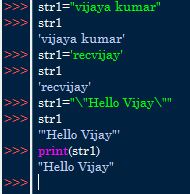 >>> str1="vijaya kumar"
>>> str1
'vijaya kumar'
>>> str1='recvijay'
>>> str1
'recvijay'
>>> str1="\"Hello Vijay\""
>>> str1
'"Hello Vijay"'
>>> print(str1)
"Hello Vijay"
>>>